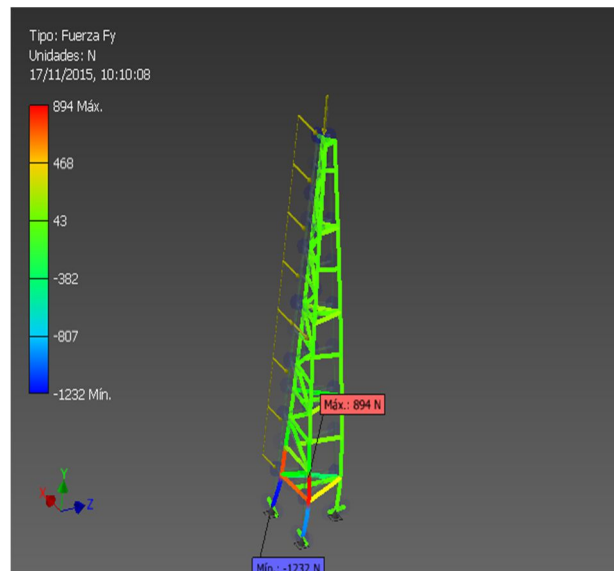 Tipo: Fuerza Fy
Unidades: N
17/11/2015, 10:10:08
894 Máx.
468
43
-382
-807
-1232 Mín.
Máx.: 894 N
Y
X
Z
Mín.: -1232 N